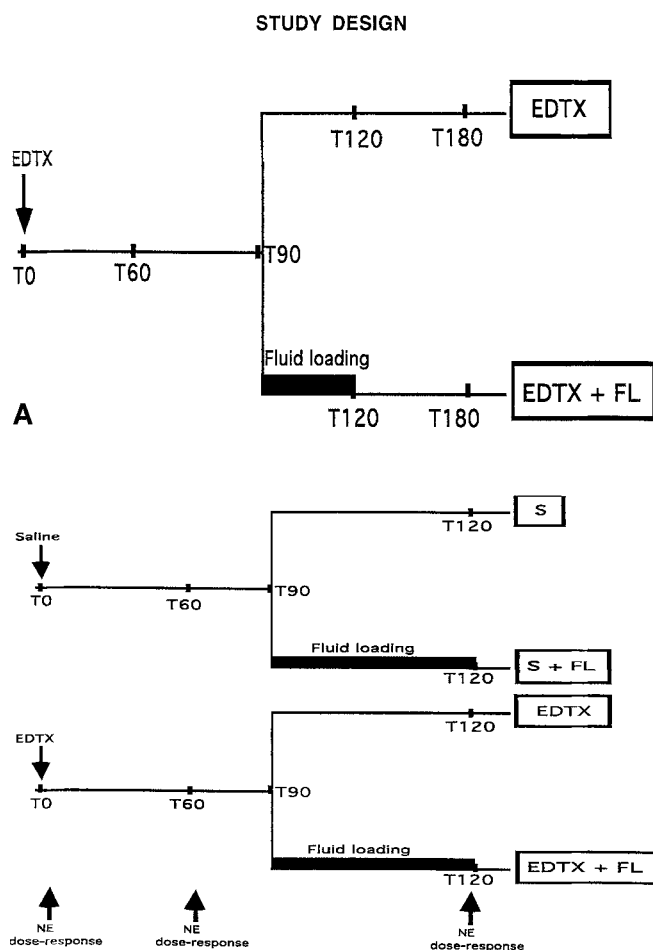 STUDY DESIGN
EDTX
T120
T180
EDTX
T0
T60
T90
Fluid loading
T120
T180
EDTX + FL
A
S
T120
Saline
T0
T60
T90
Fluid loading
T120
S + FL
EDTX
T120
EDTX
T0
T60
T90
Fluid loading
T120
EDTX + FL
NE
dose-response
NE
dose-response
NE
dose-response